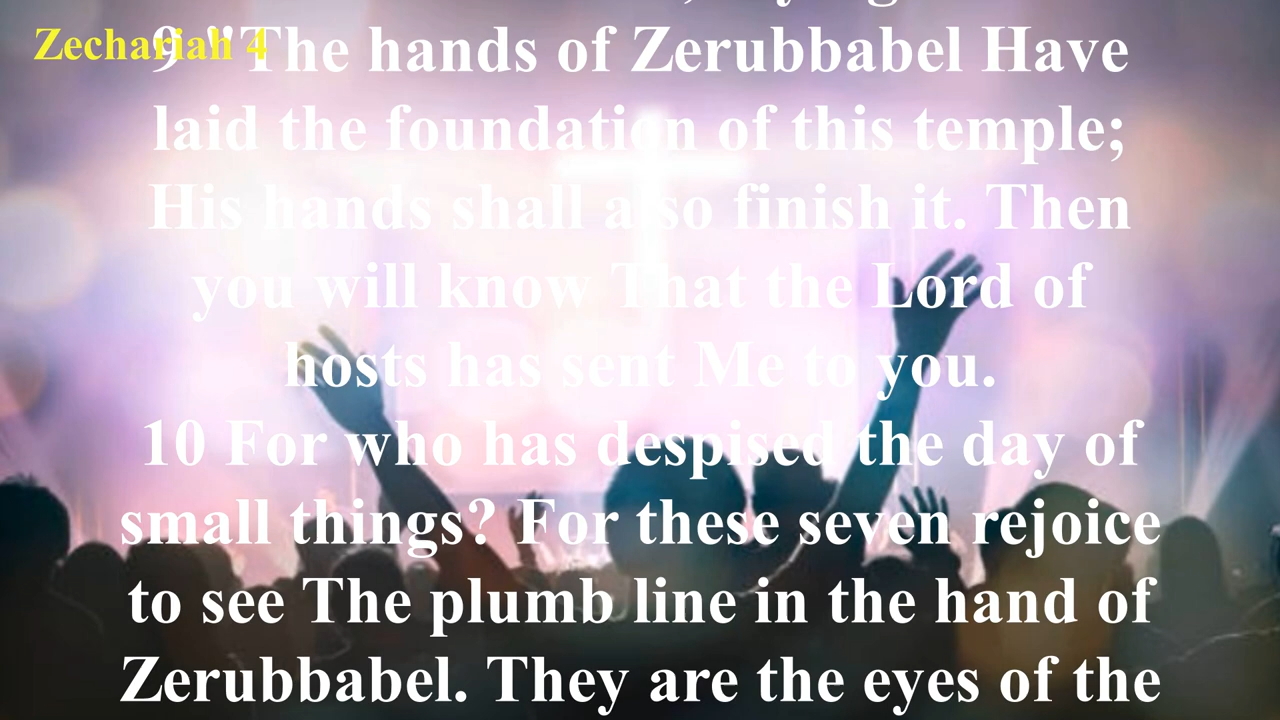 Zechariah 4
9 "The hands of Zerubbabel Have
laid the foundation of this temple;
His hands shall also finish it. Then
you will know That the Lord of
hosts has sent Me to you.
10 For who has despised the day of
small things? For these seven rejoice
to see The plumb line in the hand of
Zerubbabel. They are the eyes of the